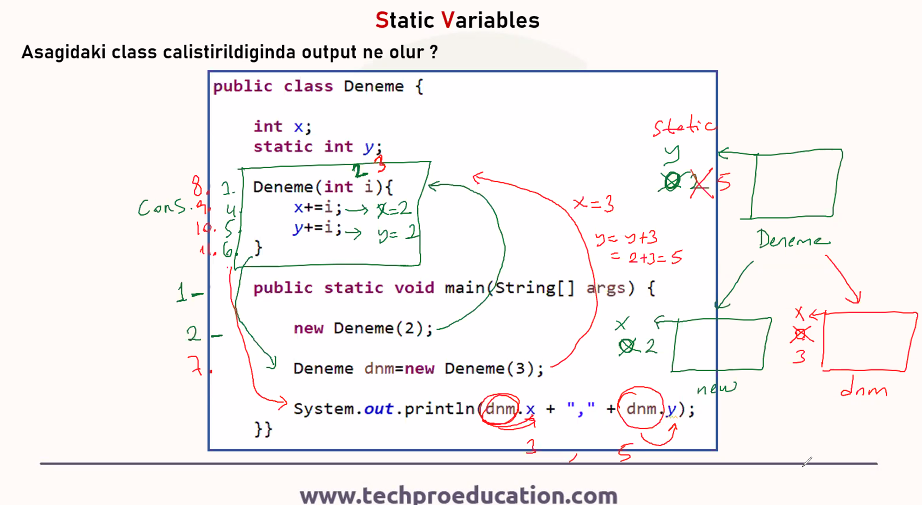 Static Variables
Asagidaki class calistirildiginda output ne olur ?
public class Deneme {
int x;
static int y;
2 3
8. 1. Deneme(int i){
Cons. 9. 4. x+=i; → x=2
10. 5. y+=i; → y=2
6. }
1 – public static void main(String[] args) {
2 – new Deneme(2);
7. Deneme dnm=new Deneme(3);
System.out.println(dnm.x + "," + dnm.y);
}}
3 , 5
x=3
y=y+3
=2+3=5
static
y
0 2 5
Deneme
x
0 2
new
x
0
3
dnm
www.techproeducation.com